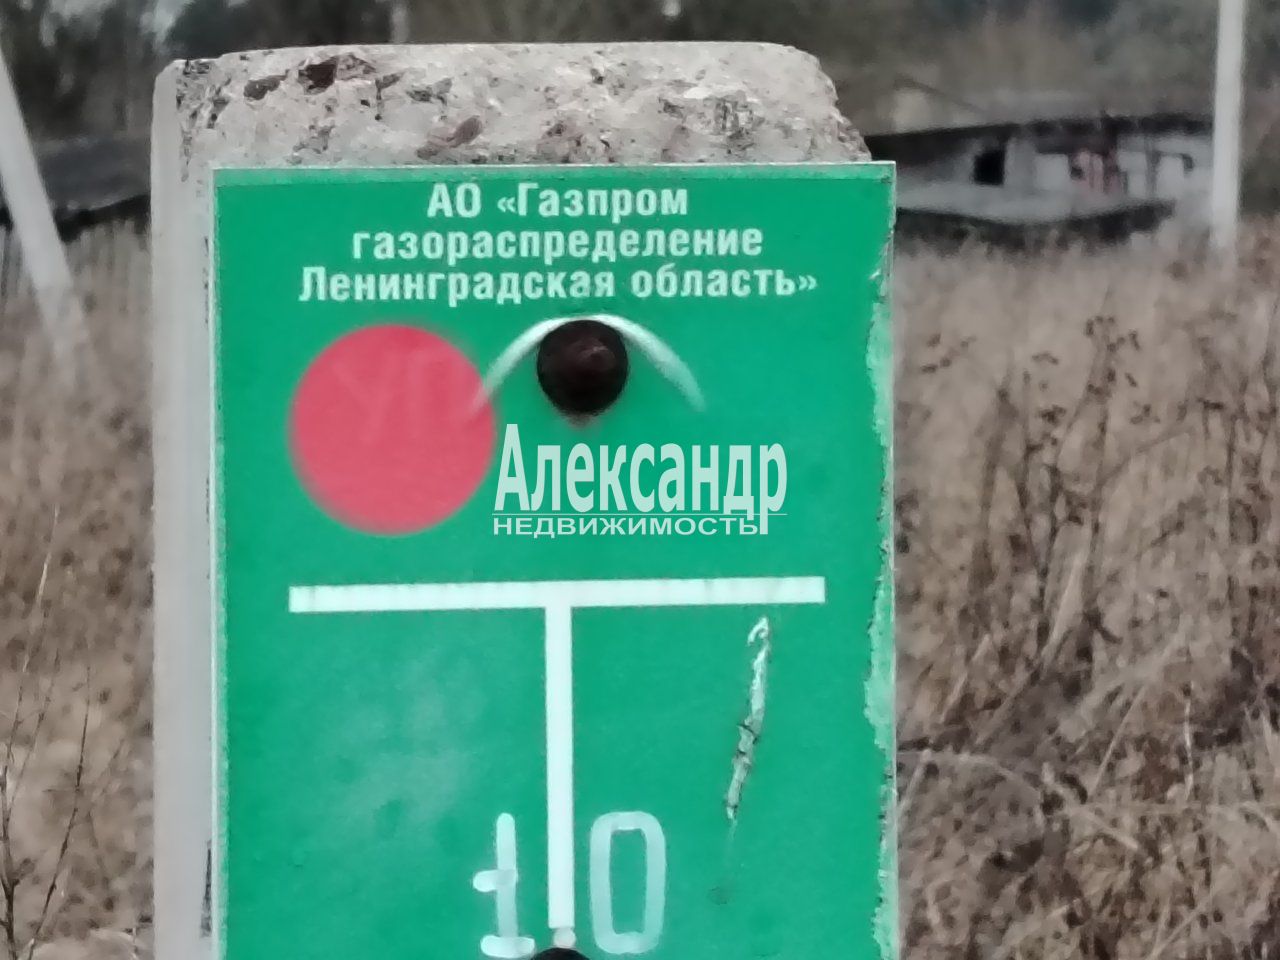 АО «Газпром
газораспределение
Ленинградская область»
Александр
НЕДВИЖИМОСТЬ
1 0